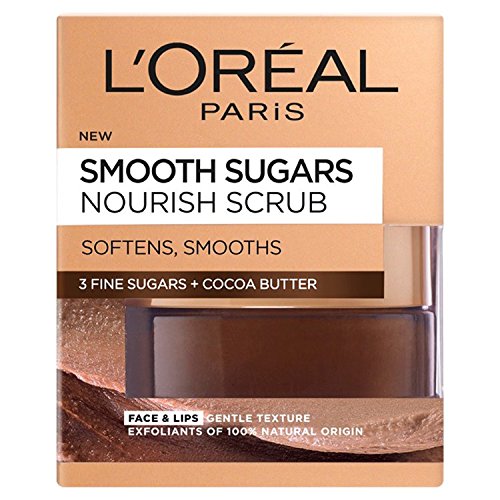 L'ORÉAL
PARiS
NEW
SMOOTH SUGARS
NOURISH SCRUB
SOFTENS, SMOOTHS
3 FINE SUGARS + COCOA BUTTER
FACE & LIPS GENTLE TEXTURE
EXFOLIANTS OF 100% NATURAL ORIGIN